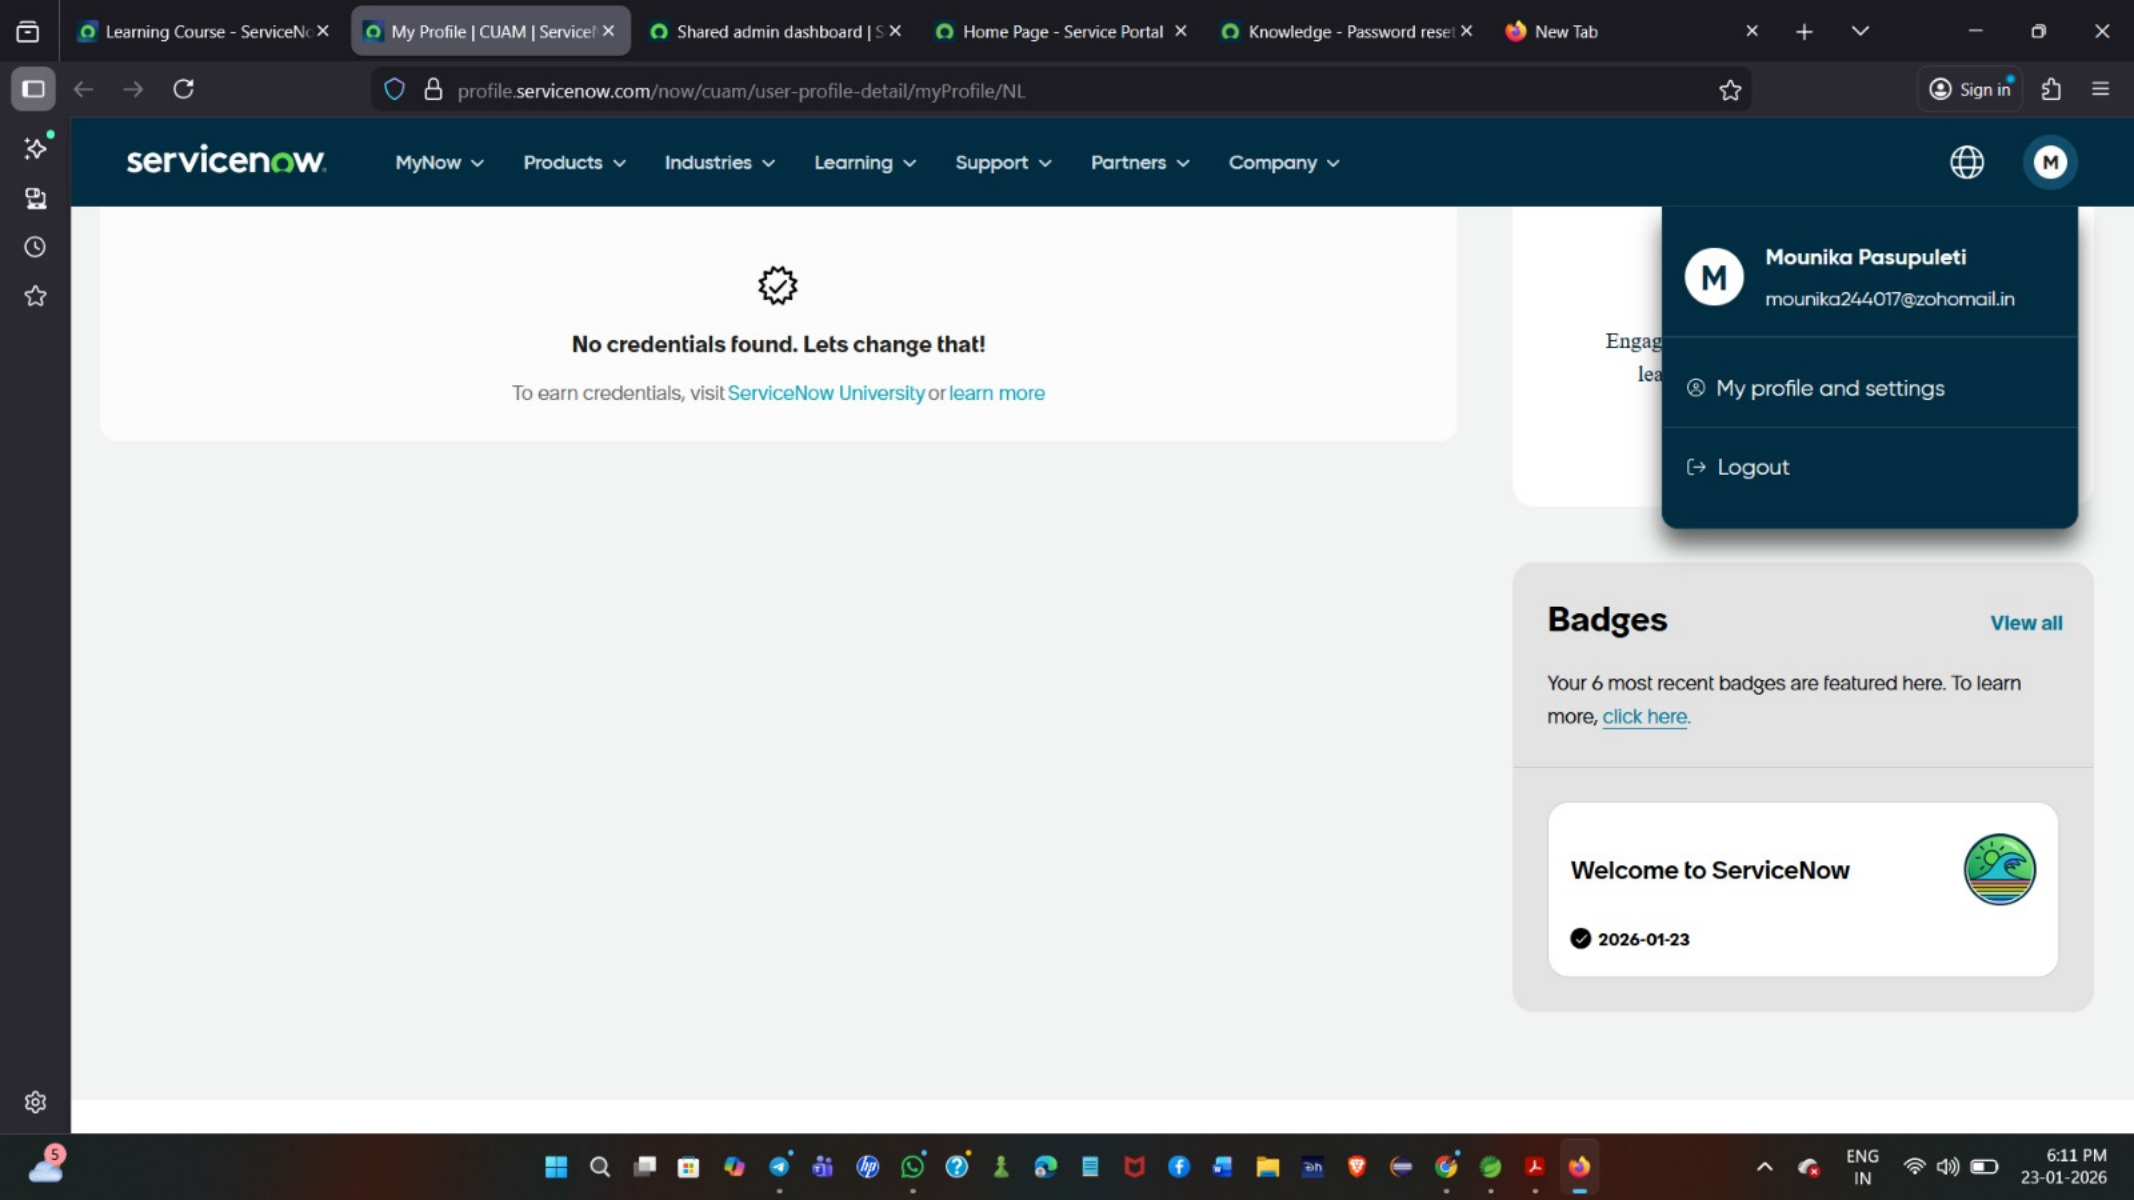 Learning Course - ServiceNo
My Profile | CUAM | Service
Shared admin dashboard | S
Home Page - Service Portal
Knowledge - Password reset
New Tab
profile.servicenow.com/now/cuam/user-profile-detail/myProfile/NL
Sign in
servicenow
MyNow
Products
Industries
Learning
Support
Partners
Company
M
M
Mounika Pasupuleti
mounika244017@zohomail.in
My profile and settings
Logout
No credentials found. Lets change that!
To earn credentials, visit ServiceNow University or learn more
Engag
lea
Badges
VIew all
Your 6 most recent badges are featured here. To learn
more, click here.
Welcome to ServiceNow
2026-01-23
5
ENG
IN
6:11 PM
23-01-2026